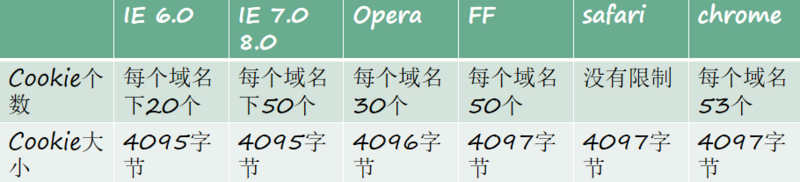 IE 6.0 IE 7.0 Opera FF safari chrome
8.0
Cookie个 每个域名 每个域名 每个域名 每个域名 没有限制 每个域名
数 下20个 下50个 30个 50个 53个
Cookie大 4095字 4095字 4096字 4097字 4097字 4097字
小 节 节 节 节 节 节